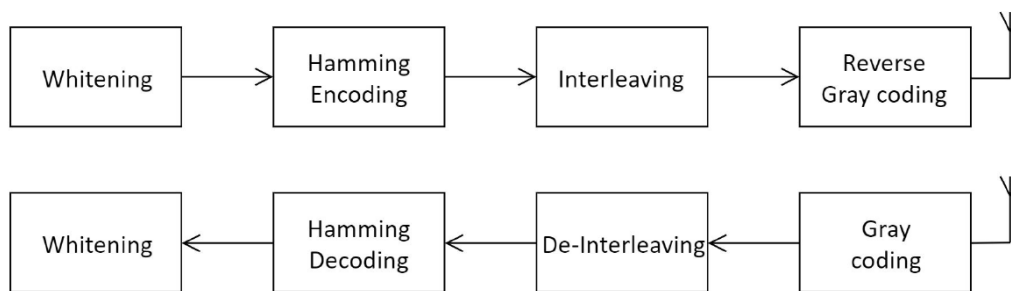 Whitening
Hamming
Encoding
Interleaving
Reverse
Gray coding
Whitening
Hamming
Decoding
De-Interleaving
Gray
coding